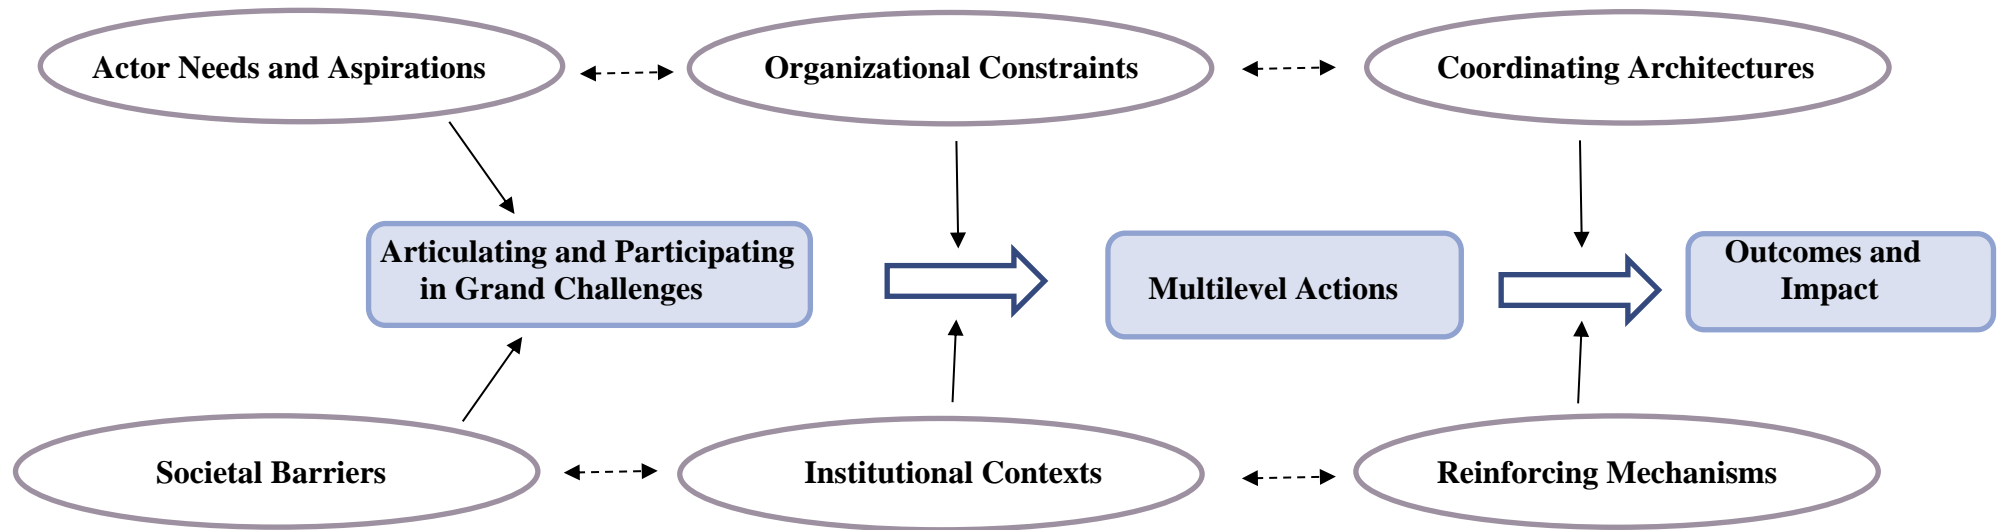 Actor Needs and Aspirations
Organizational Constraints
Coordinating Architectures
Articulating and Participating
in Grand Challenges
Multilevel Actions
Outcomes and
Impact
Societal Barriers
Institutional Contexts
Reinforcing Mechanisms